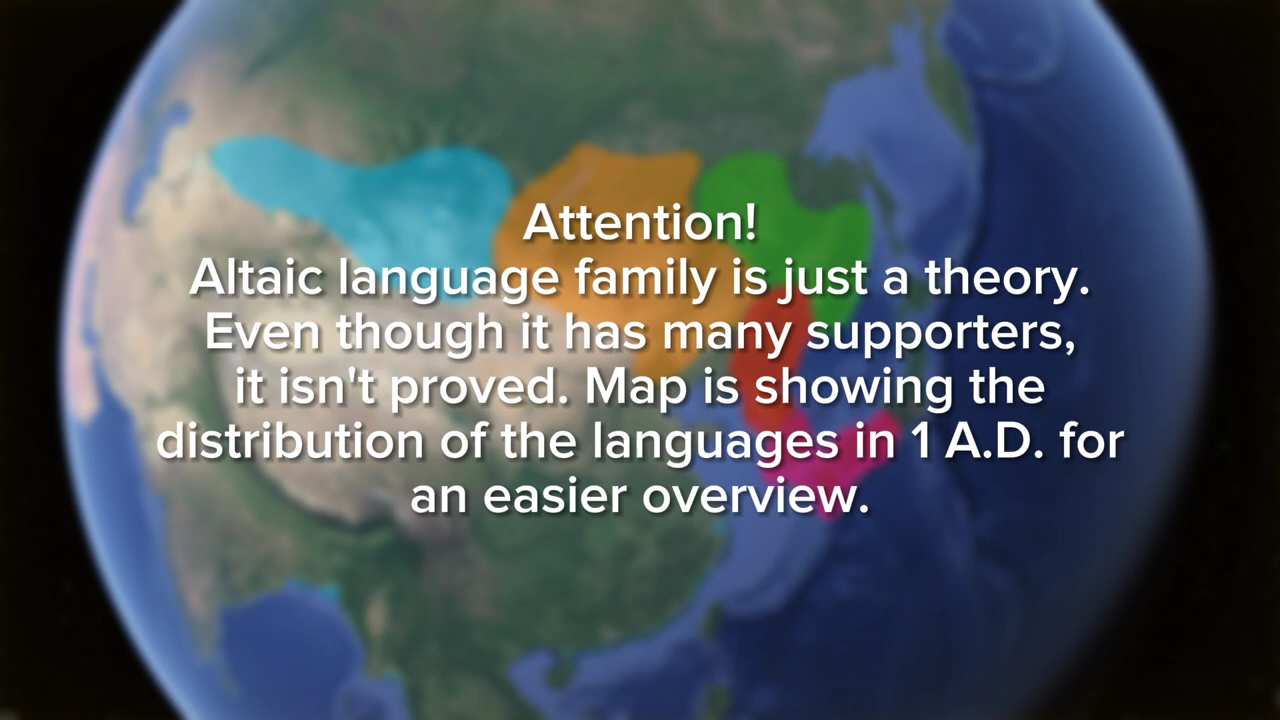 Attention!
Altaic language family is just a theory.
Even though it has many supporters,
it isn't proved. Map is showing the
distribution of the languages in 1 A.D. for
an easier overview.